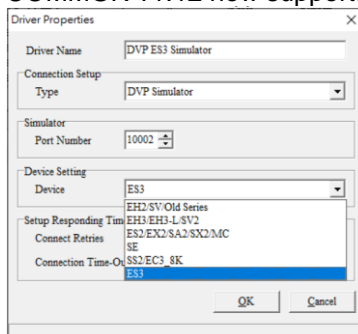 Driver Properties
Driver Name DVP ES3 Simulator
Connection Setup
Type DVP Simulator
Simulator
Port Number 10002
Device Setting
Device ES3
EH2/SV/Old Series
Setup Responding Tim EH3/EH3-L/SV2
Connect Retries ES2/EX2/SA2/SX2/MC
SE
Connection Time-Ou SS2/EC3_8K
ES3
OK Cancel